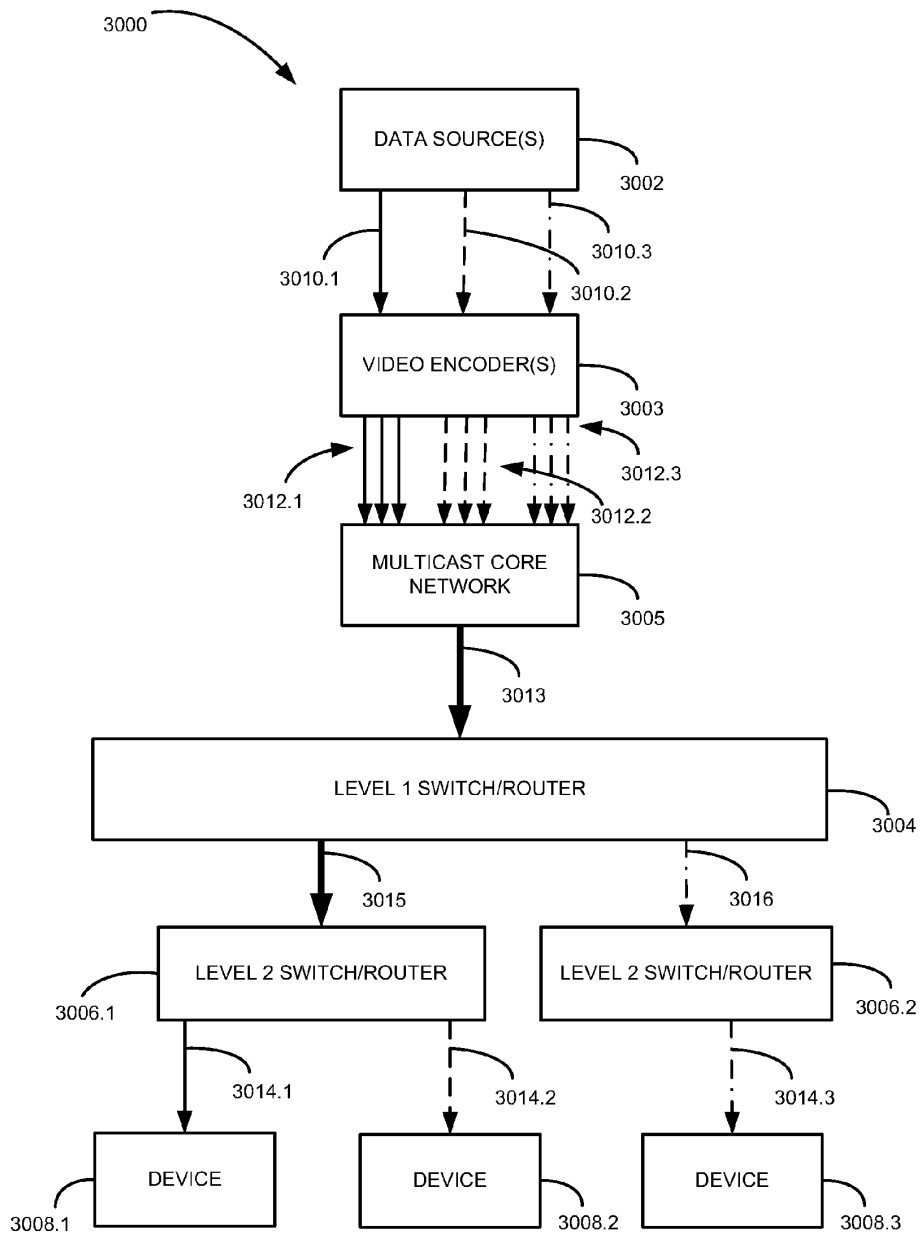 3000
DATA SOURCE(S)
3002
3010.1
3010.2
3010.3
VIDEO ENCODER(S)
3003
3012.1
3012.2
3012.3
MULTICAST CORE
NETWORK
3005
3013
LEVEL 1 SWITCH/ROUTER
3004
3015
3016
LEVEL 2 SWITCH/ROUTER
LEVEL 2 SWITCH/ROUTER
3006.1
3006.2
3014.1
3014.2
3014.3
DEVICE
DEVICE
DEVICE
3008.1
3008.2
3008.3